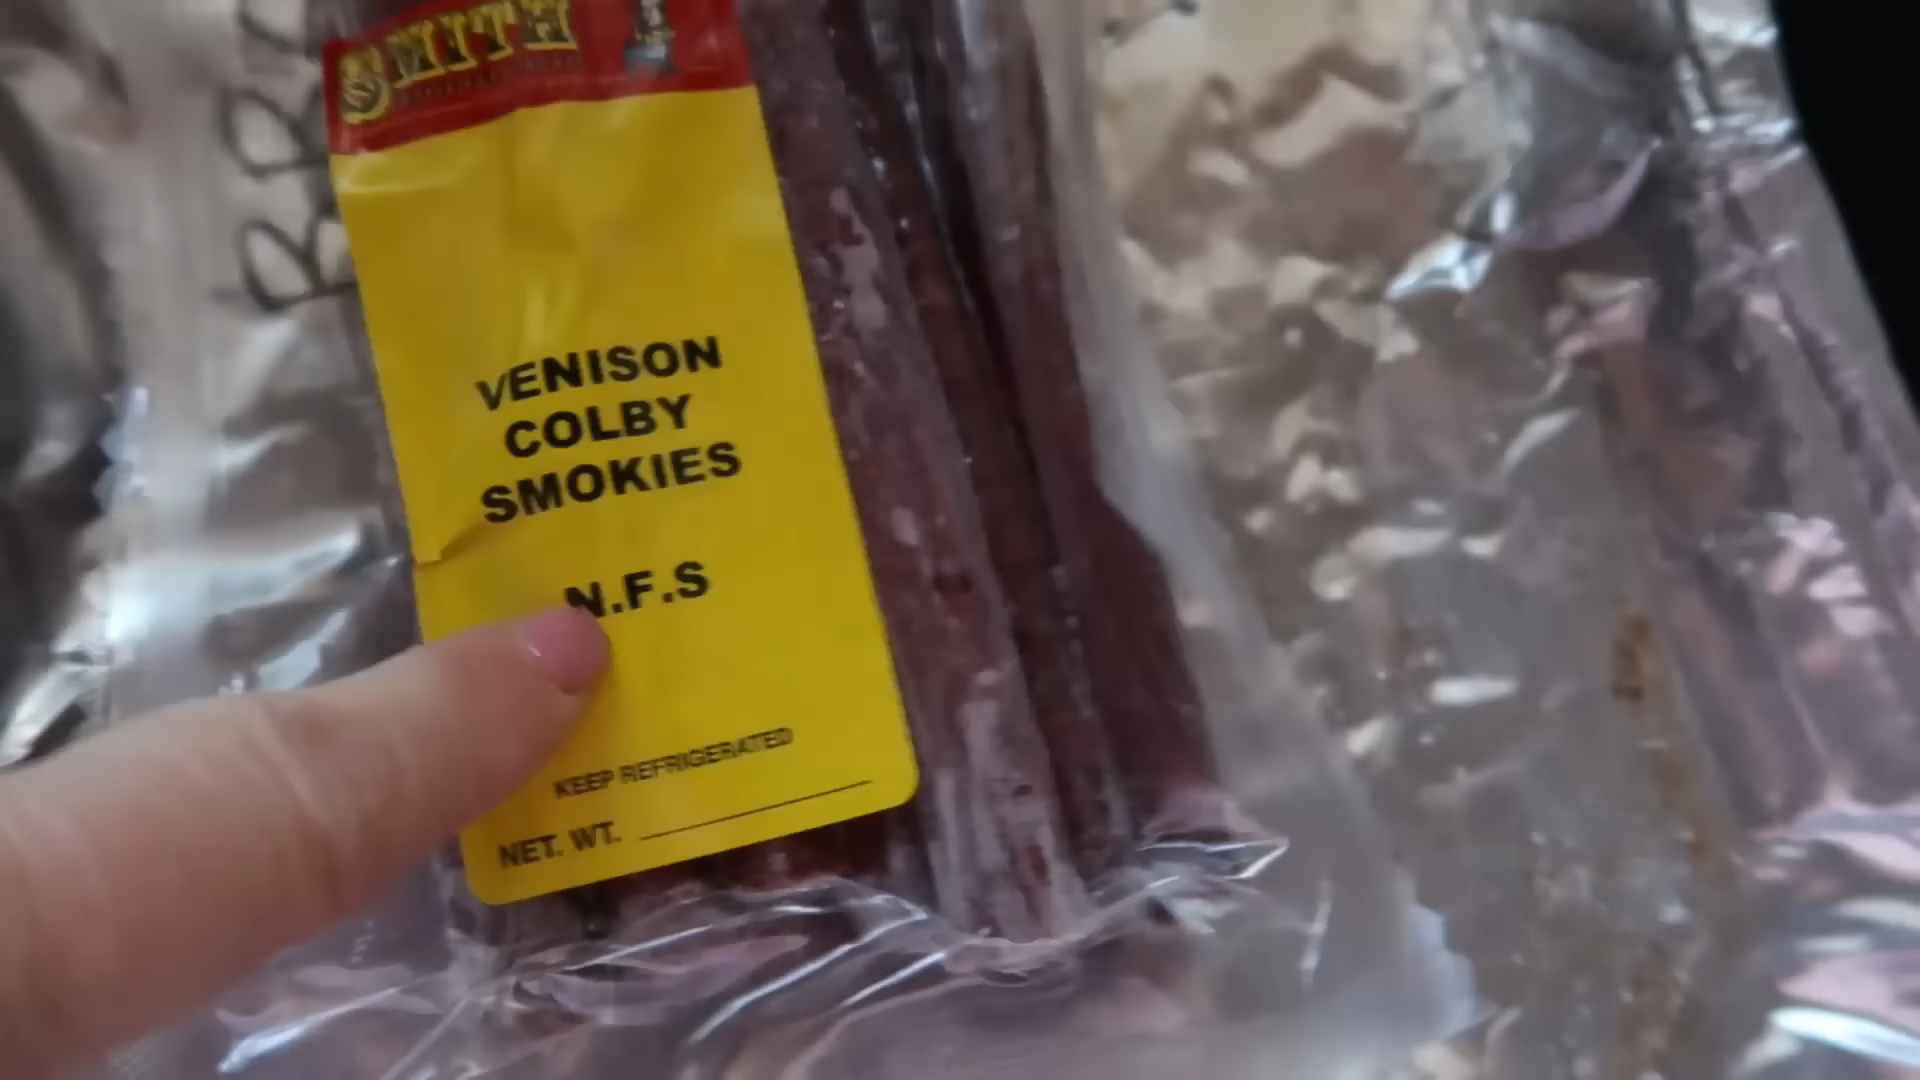 SMITH
VENISON
COLBY
SMOKIES
N.F.S
KEEP REFRIGERATED
NET. WT.